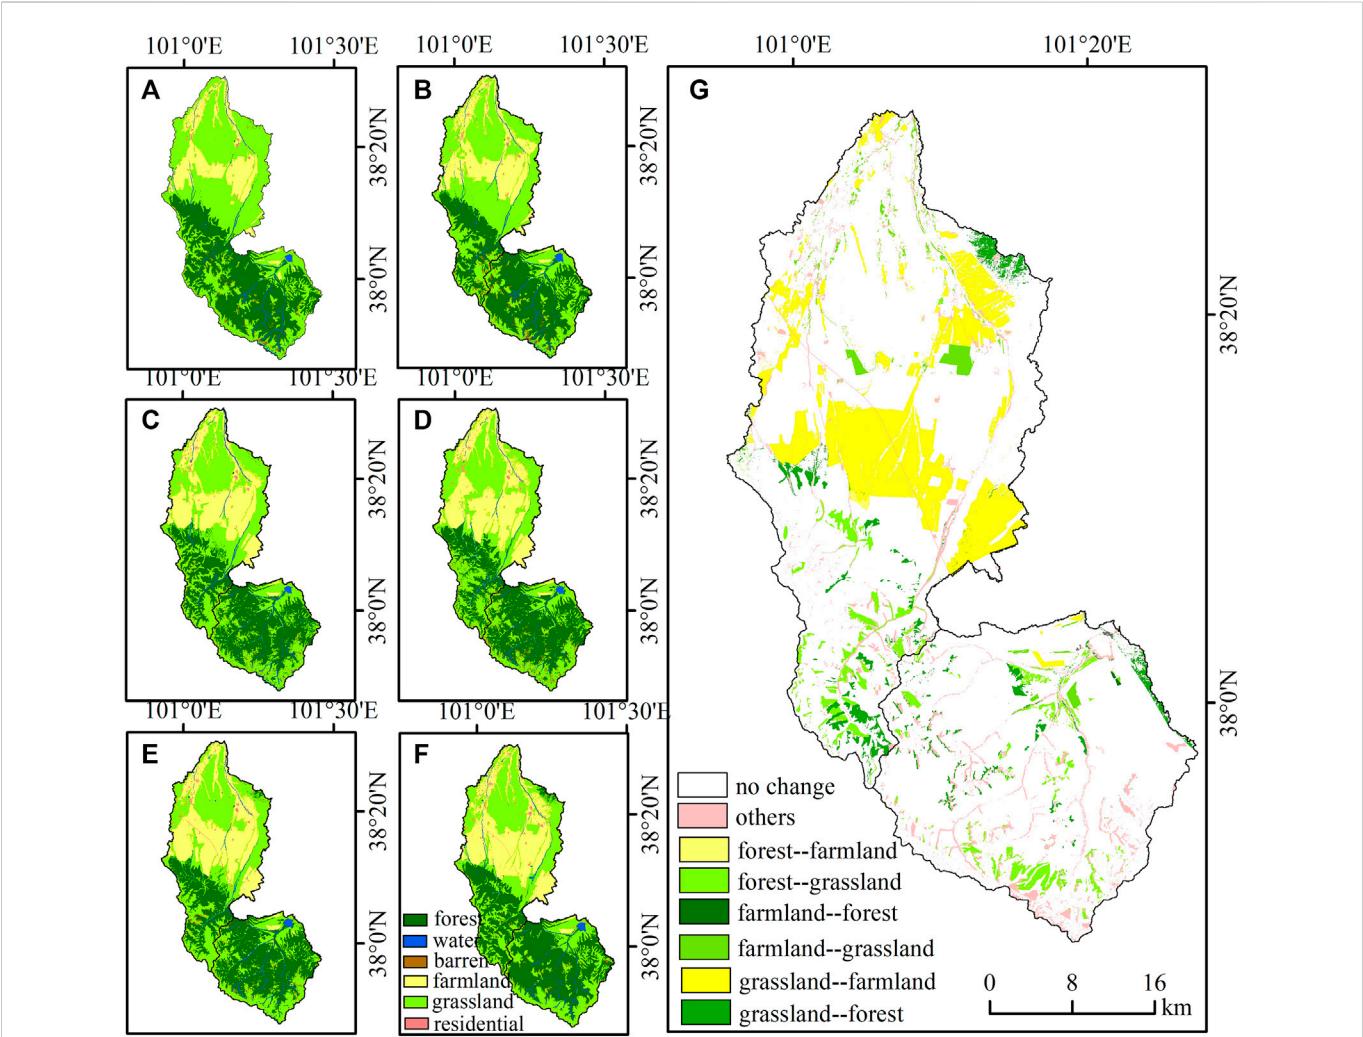 101°0'E 101°30'E 101°0'E 101°30'E 101°0'E 101°20'E
A
B
G
38°20'N
38°0'N
38°20'N
38°0'N
101°0'E 101°30'E 101°0'E 101°30'E
C
D
38°20'N
38°0'N
38°20'N
38°0'N
101°0'E 101°30'E 101°0'E 101°30'E
E
F
38°20'N
38°0'N
38°20'N
38°0'N
forest
water
barren
farmland
grassland
residential
38°20'N
38°0'N
no change
others
forest--farmland
forest--grassland
farmland--forest
farmland--grassland
grassland--farmland
grassland--forest
0 8 16
km